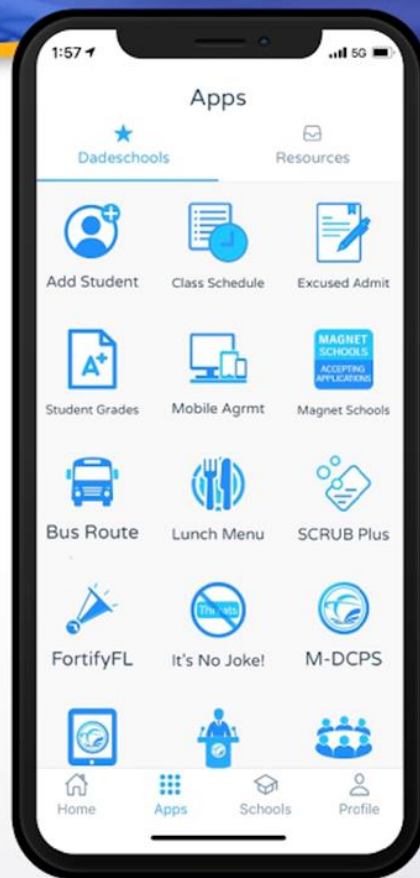 1:57
5G
Apps
Dadeschools
Resources
Add Student
Class Schedule
Excused Admit
A+
MAGNET
SCHOOLS
ACCEPTING
APPLICATIONS
Student Grades
Mobile Agrmt
Magnet Schools
Bus Route
Lunch Menu
SCRUB Plus
Threats
FortifyFL
It's No Joke!
M-DCPS
Home
Apps
Schools
Profile